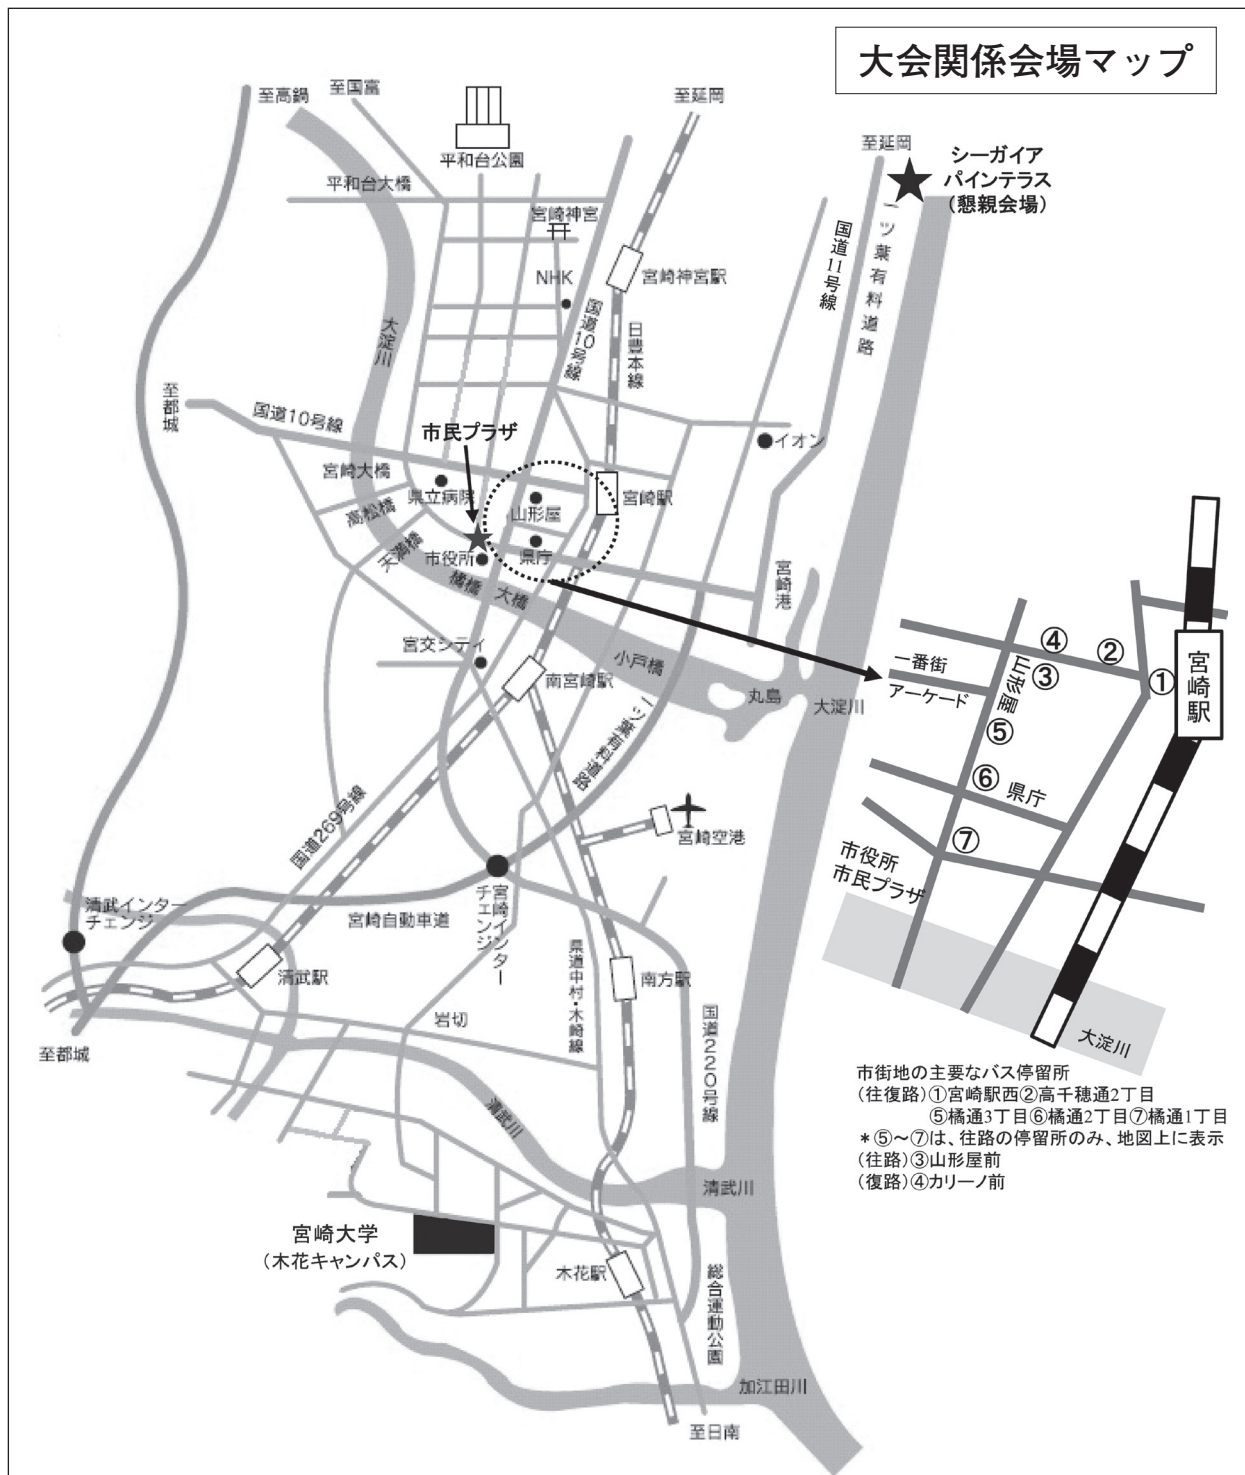 大会関係会場マップ
至高鍋
至国富
至延岡
平和台公園
平和台大橋
宮崎神宮
NHK
宮崎神宮駅
国道10号線
日豊本線
大淀川
至延岡
シーガイア
パインテラス
(懇親会場)
国道11号線
一ツ葉有料道路
至都城
国道10号線
市民プラザ
宮崎大橋
県立病院
山形屋
宮崎駅
イオン
高松橋
天満橋
市役所
県庁
橘橋
大橋
宮崎港
宮交シティ
小戸橋
南宮崎駅
丸島
大淀川
一ツ葉有料道路
国道269号線
宮崎空港
清武インター
チェンジ
宮崎自動車道
宮崎インター
チェンジ
清武駅
県道中村・木崎線
南方駅
国道220号線
岩切
至都城
清武川
清武川
宮崎大学
(木花キャンパス)
木花駅
総合運動公園
加江田川
至日南
④
②
一番街
アーケード
山形屋
③
①
宮崎駅
⑤
⑥
県庁
⑦
市役所
市民プラザ
大淀川
市街地の主要なバス停留所
(往復路)①宮崎駅西②高千穂通2丁目
⑤橘通3丁目⑥橘通2丁目⑦橘通1丁目
*⑤～⑦は、往路の停留所のみ、地図上に表示
(往路)③山形屋前
(復路)④カリーノ前